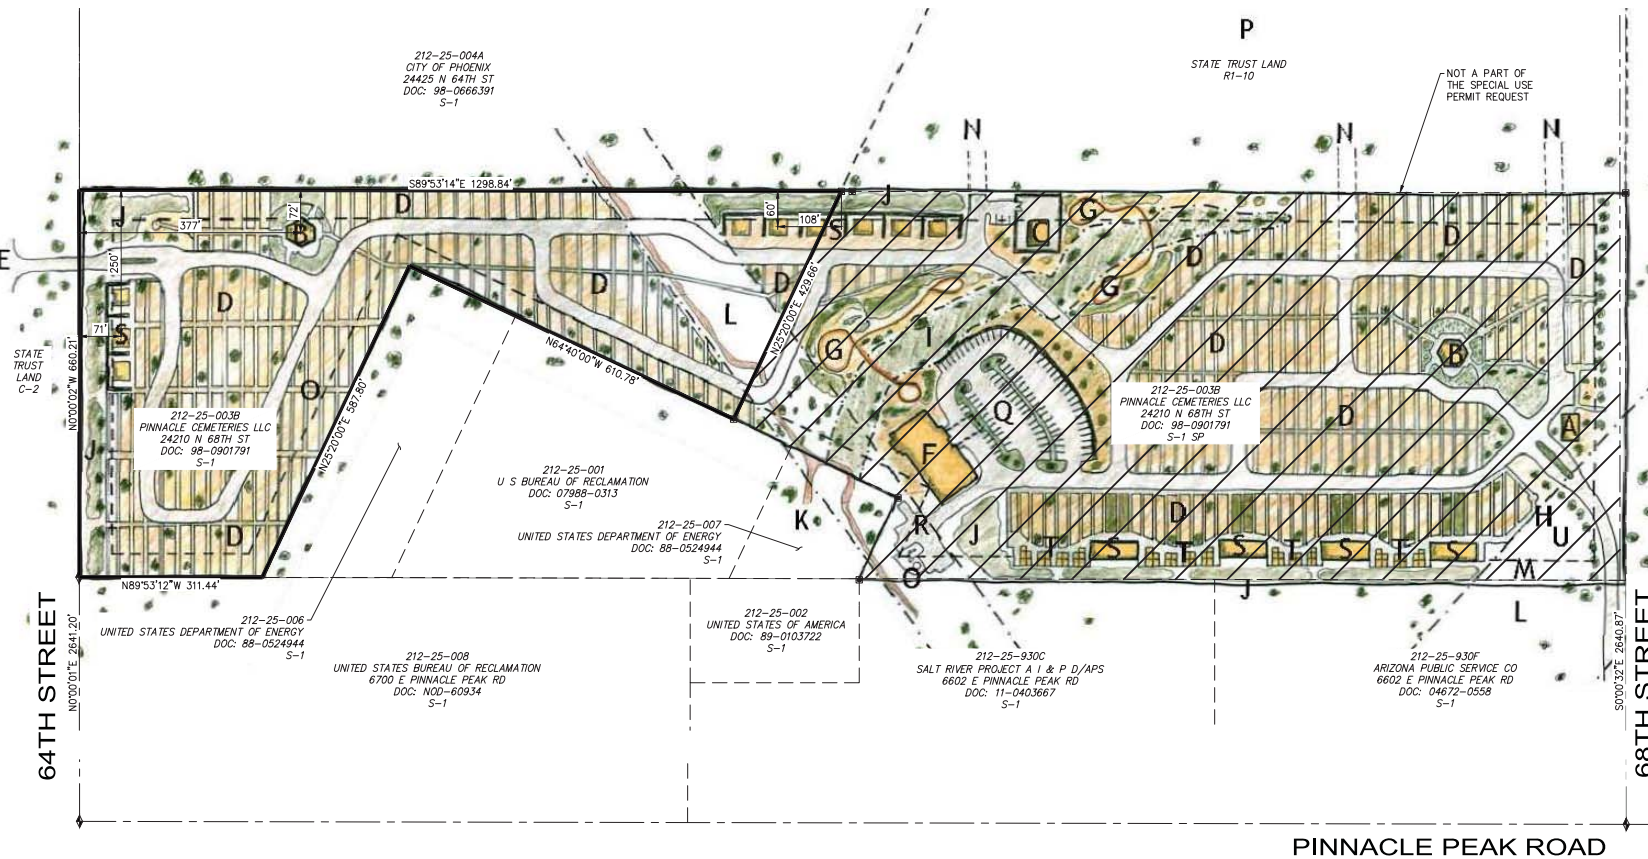 P
212-25-004A
CITY OF PHOENIX
24425 N 64TH ST
DOC: 98-0666391
S-1
STATE TRUST LAND
R1-10
NOT A PART OF
THE SPECIAL USE
PERMIT REQUEST
N
N
N
S89°53'14"E 1298.84'
J
D
J
72'
60'
108'
377'
B
S
C
G
D
D
D
E
250'
D
D
D
G
L
I
N25°20'00"E 429.66'
71'
S
G
D
B
STATE
TRUST
LAND
C-2
N0°00'02"W 660.21'
N64°40'00"W 610.78'
O
N25°20'00"E 587.80'
Q
D
A
212-25-003B
PINNACLE CEMETERIES LLC
24210 N 68TH ST
DOC: 98-0901791
S-1
212-25-003B
PINNACLE CEMETERIES LLC
24210 N 68TH ST
DOC: 98-0901791
S-1 SP
J
F
212-25-001
U S BUREAU OF RECLAMATION
DOC: 07988-0313
S-1
212-25-007
UNITED STATES DEPARTMENT OF ENERGY
DOC: 88-0524944
S-1
K
R
J
D
H
U
D
T
S
T
S
T
S
T
S
M
O
J
L
N89°53'12"W 311.44'
212-25-006
UNITED STATES DEPARTMENT OF ENERGY
DOC: 88-0524944
S-1
212-25-002
UNITED STATES OF AMERICA
DOC: 89-0103722
S-1
212-25-008
UNITED STATES BUREAU OF RECLAMATION
6700 E PINNACLE PEAK RD
DOC: NOD-60934
S-1
212-25-930C
SALT RIVER PROJECT A I & P D/APS
6602 E PINNACLE PEAK RD
DOC: 11-0403667
S-1
212-25-930F
ARIZONA PUBLIC SERVICE CO
6602 E PINNACLE PEAK RD
DOC: 04672-0558
S-1
64TH STREET
N0°00'01"E 2641.20'
S0°00'32"E 2640.87'
68TH STREET
PINNACLE PEAK ROAD